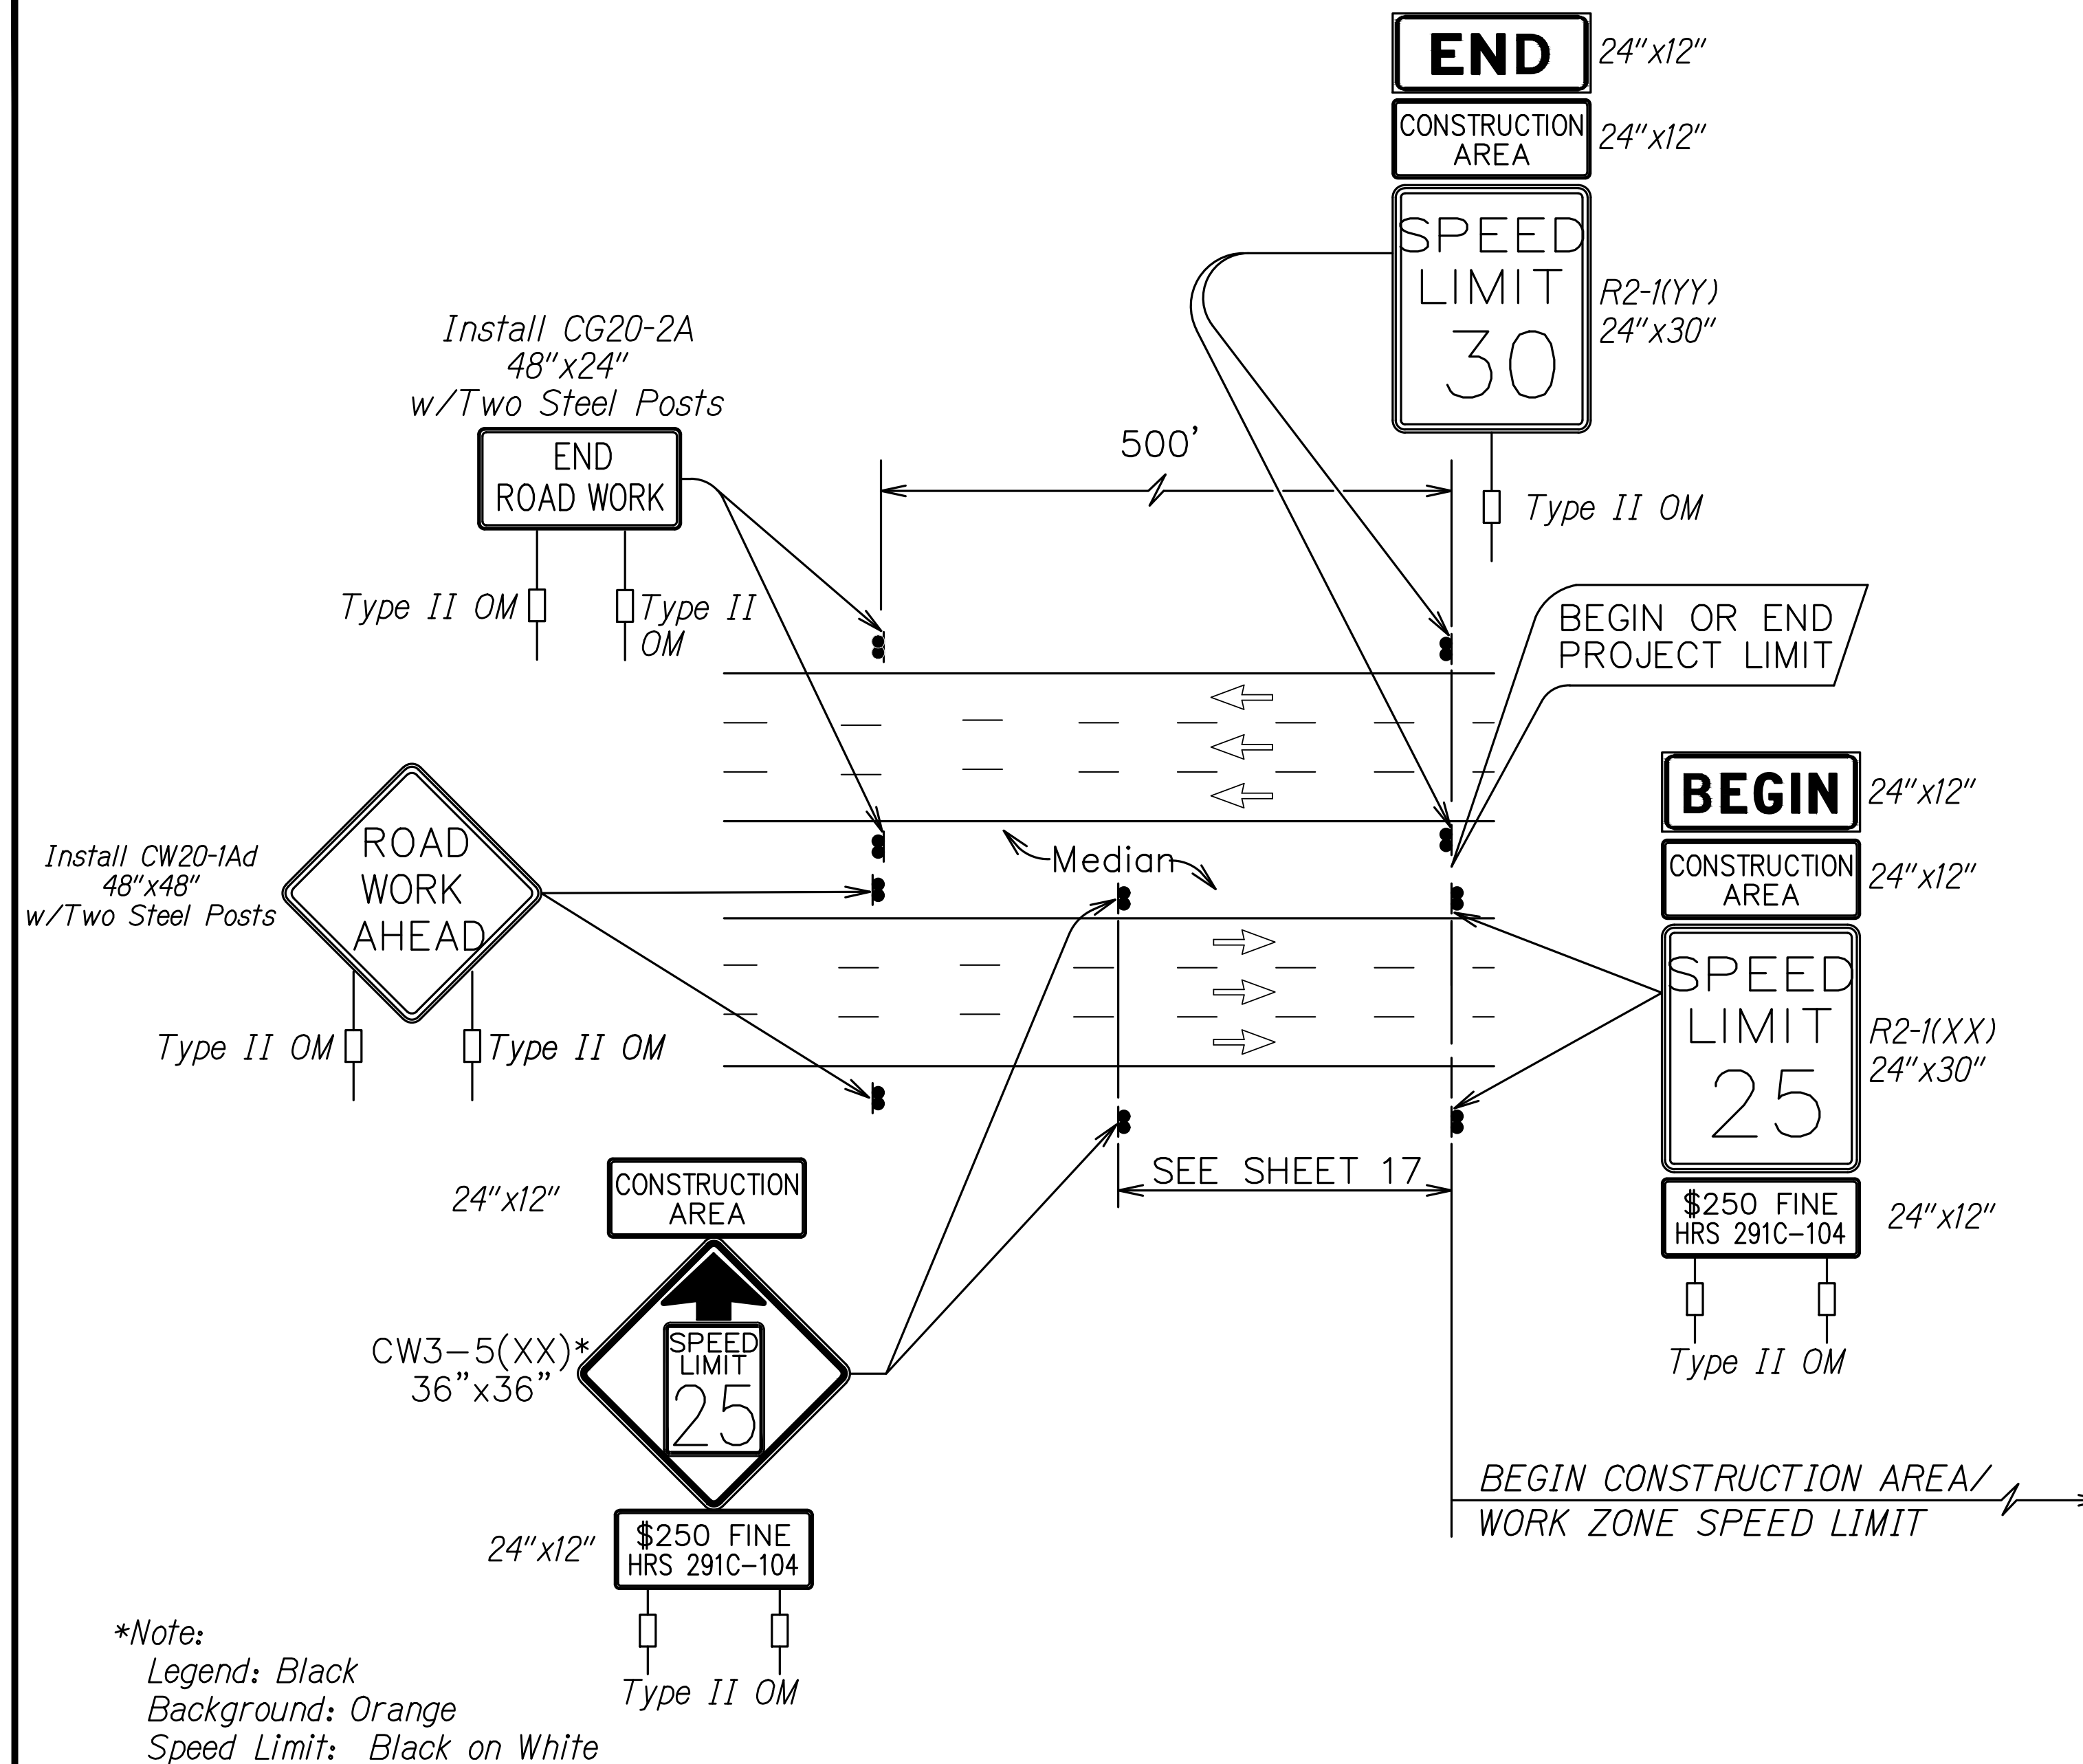 END
24"x12"
CONSTRUCTION
AREA
24"x12"
SPEED
LIMIT
30
R2-1(YY)
24"x30"
Type II OM
Install CG20-2A
48"x24"
w/Two Steel Posts
END
ROAD WORK
Type II OM
Type II
OM
500'
BEGIN OR END
PROJECT LIMIT
Install CW20-1Ad
48"x48"
w/Two Steel Posts
ROAD
WORK
AHEAD
Type II OM
Type II OM
Median
BEGIN
24"x12"
CONSTRUCTION
AREA
24"x12"
SPEED
LIMIT
25
R2-1(XX)
24"x30"
$250 FINE
HRS 291C-104
24"x12"
Type II OM
SEE SHEET 17
24"x12"
CONSTRUCTION
AREA
CW3-5(XX)*
36"x36"
SPEED
LIMIT
25
24"x12"
$250 FINE
HRS 291C-104
Type II OM
BEGIN CONSTRUCTION AREA/
WORK ZONE SPEED LIMIT
*Note:
Legend: Black
Background: Orange
Speed Limit: Black on White